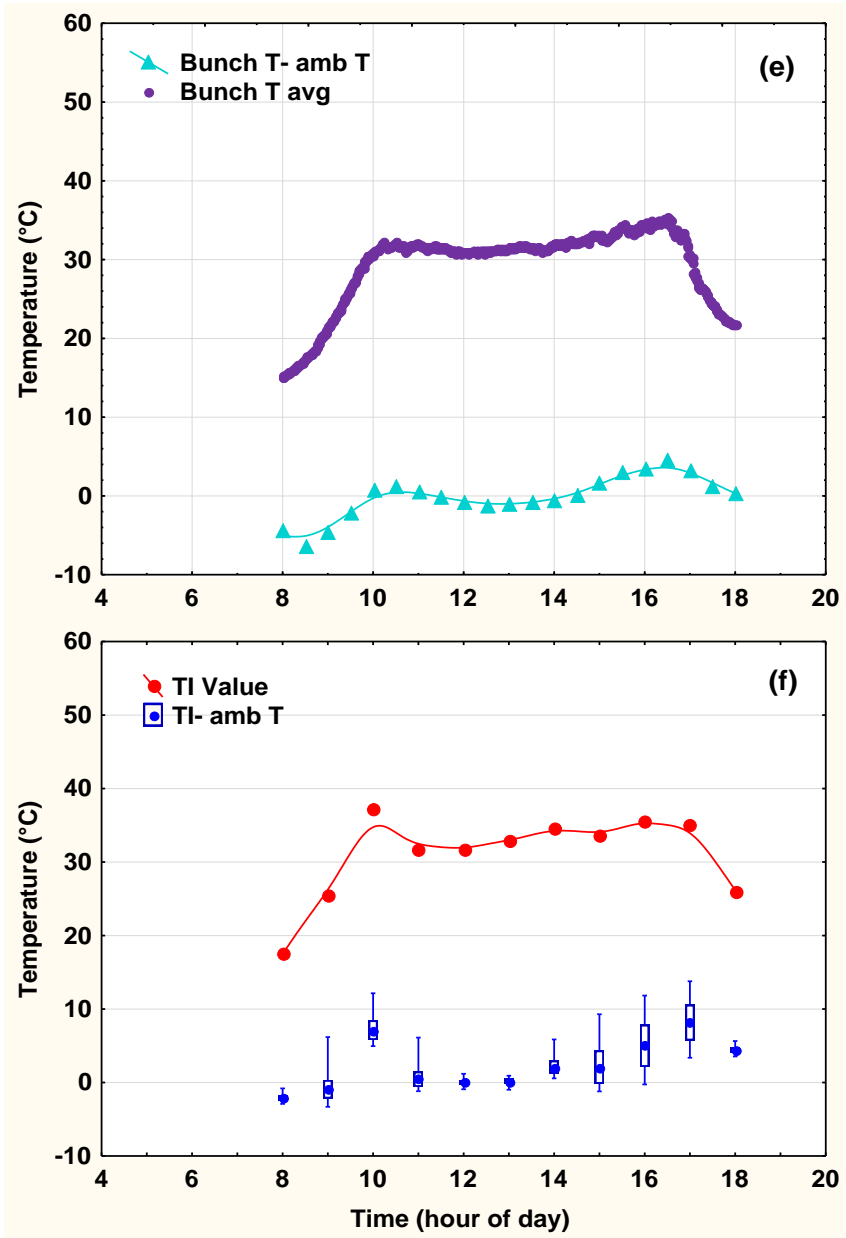 60
50
40
30
20
10
0
-10
Temperature (°C)
Bunch T- amb T
Bunch T avg
(e)
4 6 8 10 12 14 16 18 20
60
50
40
30
20
10
0
-10
Temperature (°C)
TI Value
TI- amb T
(f)
4 6 8 10 12 14 16 18 20
Time (hour of day)